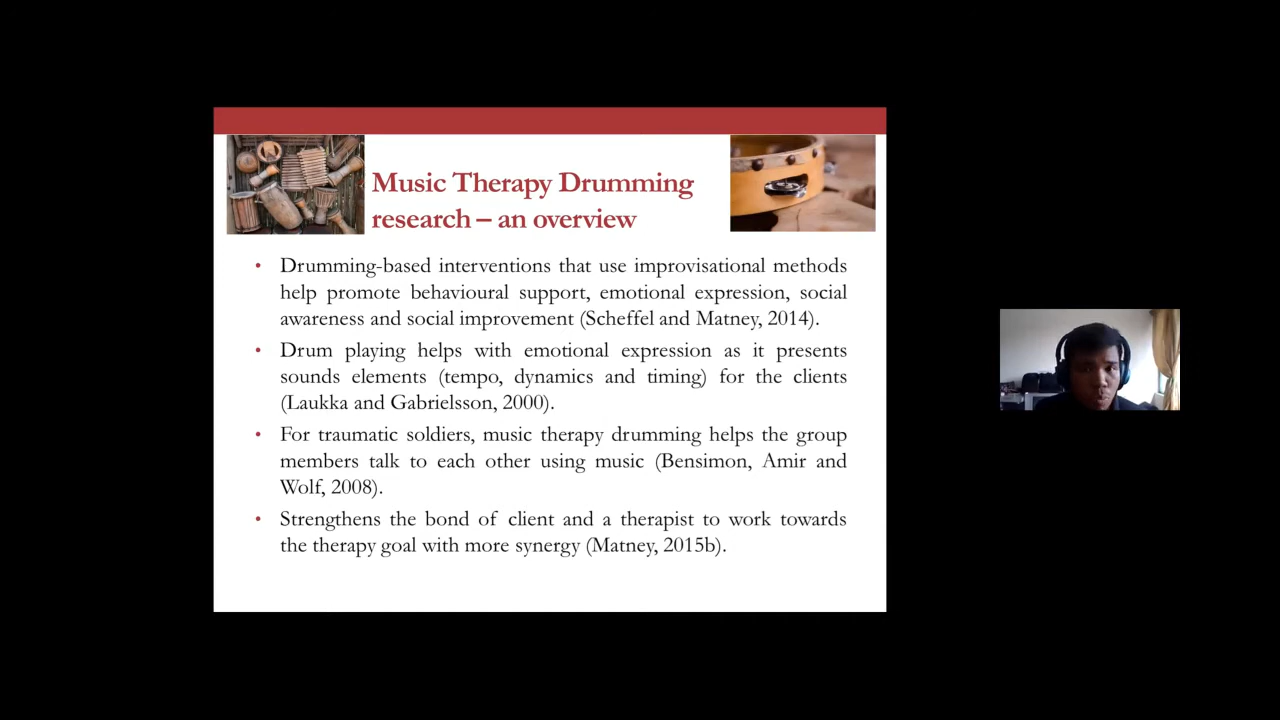 Music Therapy Drumming
research – an overview
• Drumming-based interventions that use improvisational methods
help promote behavioural support, emotional expression, social
awareness and social improvement (Scheffel and Matney, 2014).
• Drum playing helps with emotional expression as it presents
sounds elements (tempo, dynamics and timing) for the clients
(Laukka and Gabrielsson, 2000).
• For traumatic soldiers, music therapy drumming helps the group
members talk to each other using music (Bensimon, Amir and
Wolf, 2008).
• Strengthens the bond of client and a therapist to work towards
the therapy goal with more synergy (Matney, 2015b).